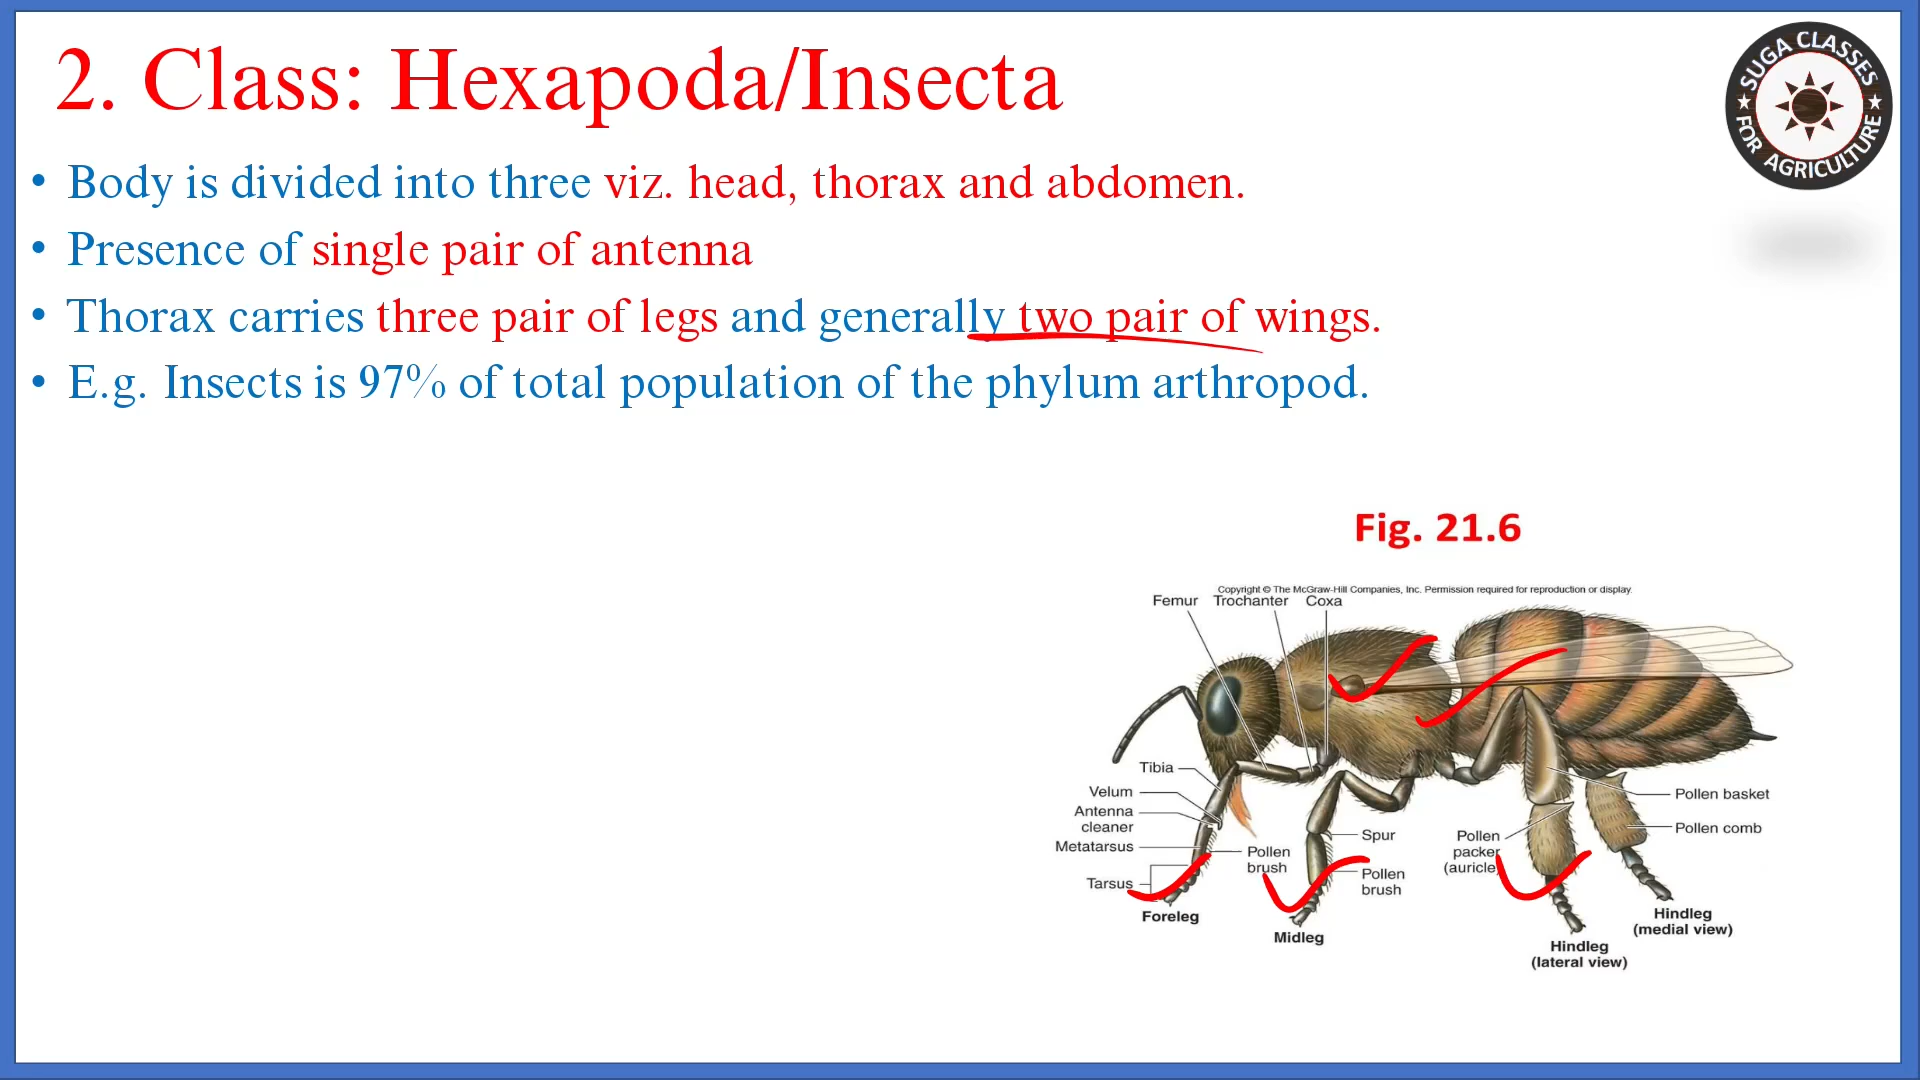 2. Class: Hexapoda/Insecta
SUGA CLASSES
FOR AGRICULTURE
• Body is divided into three viz. head, thorax and abdomen.
• Presence of single pair of antenna
• Thorax carries three pair of legs and generally two pair of wings.
• E.g. Insects is 97% of total population of the phylum arthropod.
Fig. 21.6
Copyright © The McGraw-Hill Companies, Inc. Permission required for reproduction or display.
Femur Trochanter Coxa
Tibia
Velum
Antenna
cleaner
Metatarsus
Tarsus
Foreleg
Pollen
brush
Midleg
Spur
Pollen
brush
Pollen
packer
(auricle)
Hindleg
(lateral view)
Pollen basket
Pollen comb
Hindleg
(medial view)